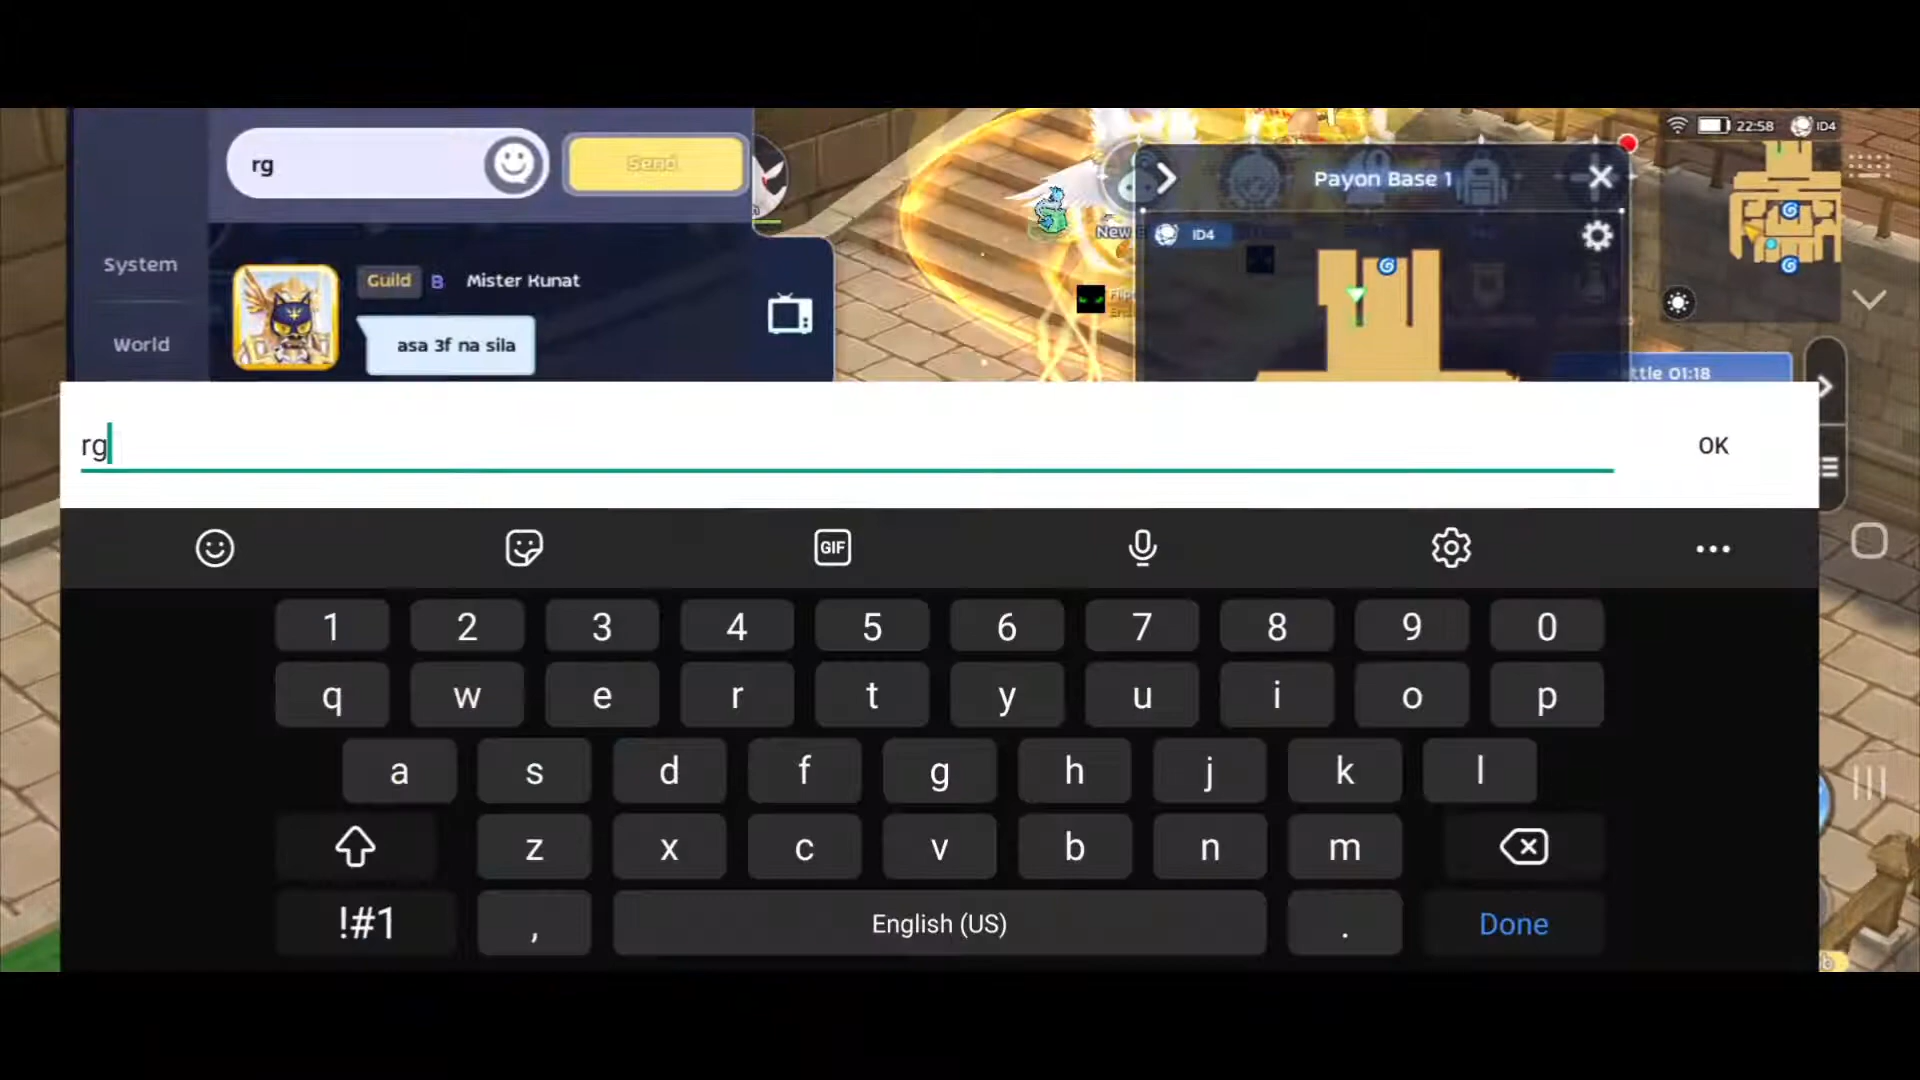 rg
Send
System
World
Guild B Mister Kunat
asa 3f na sila
New
Payon Base 1
ID4
22:58 ID4
ttle 01:18
rg
OK
GIF
1 2 3 4 5 6 7 8 9 0
q w e r t y u i o p
a s d f g h j k l
z x c v b n m
!#1 , English (US) . Done